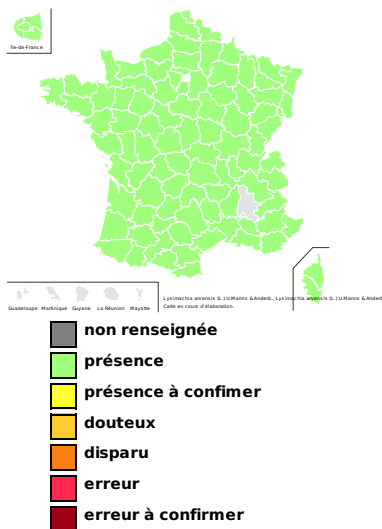 Île-de-France
Guadeloupe Martinique Guyane La Réunion Mayotte
Lysimachia arvensis (L.) U.Manns & Anderb., Lysimachia arvensis (L.) U.Manns & Anderb
Carte en cours d'élaboration.
non renseignée
présence
présence à confimer
douteux
disparu
erreur
erreur à confirmer